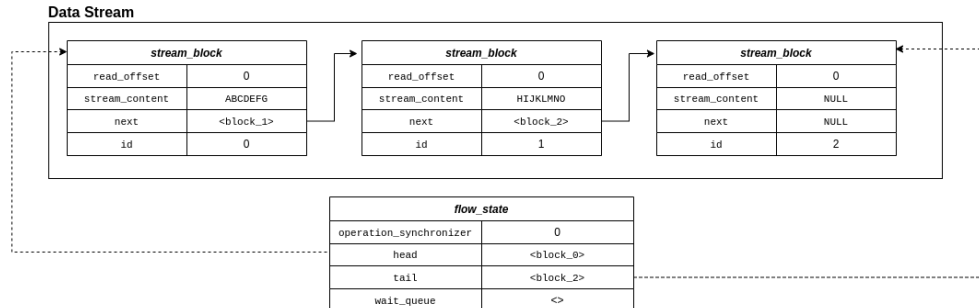 Data Stream
stream_block
read_offset 0
stream_content ABCDEFG
next <block_1>
id 0
stream_block
read_offset 0
stream_content HIJKLMNO
next <block_2>
id 1
stream_block
read_offset 0
stream_content NULL
next NULL
id 2
flow_state
operation_synchronizer 0
head <block_0>
tail <block_2>
wait_queue <>